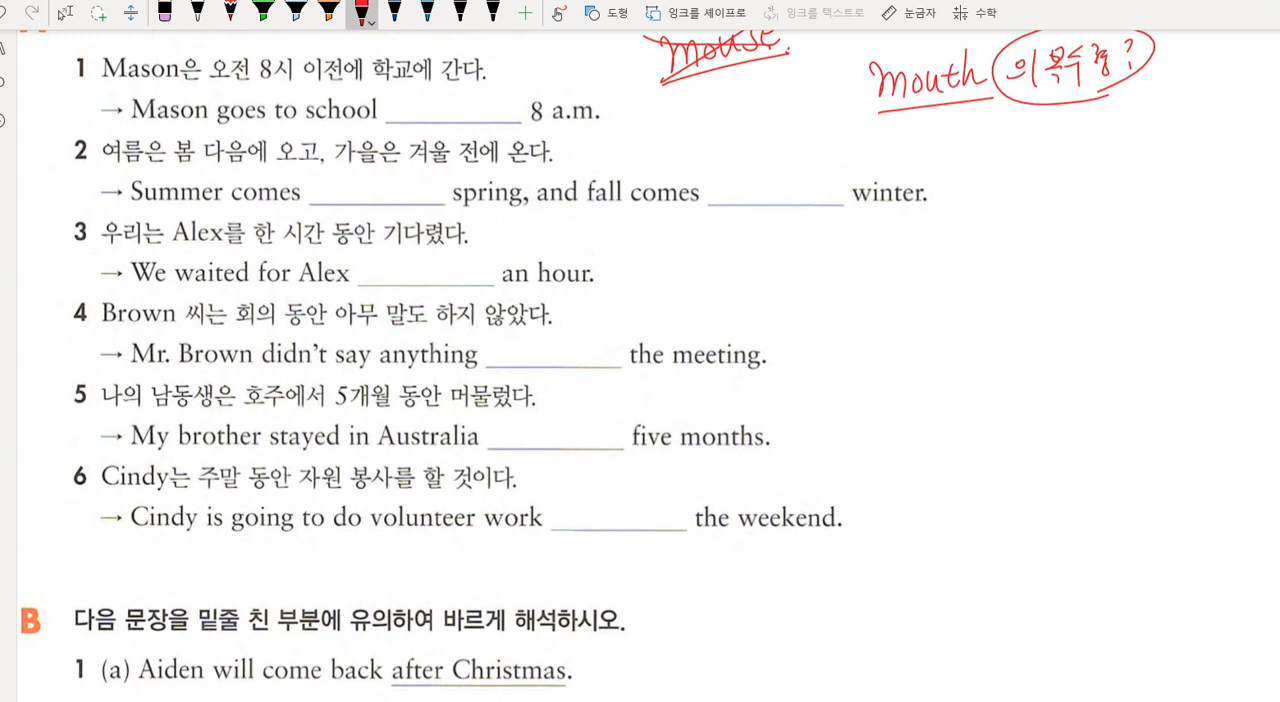 도형 잉크를 셰이프로 잉크를 텍스트로 눈금자 수학
mouse.
mouth 의 복수형?
1 Mason은 오전 8시 이전에 학교에 간다.
→ Mason goes to school __________ 8 a.m.
2 여름은 봄 다음에 오고, 가을은 겨울 전에 온다.
→ Summer comes __________ spring, and fall comes __________ winter.
3 우리는 Alex를 한 시간 동안 기다렸다.
→ We waited for Alex __________ an hour.
4 Brown 씨는 회의 동안 아무 말도 하지 않았다.
→ Mr. Brown didn't say anything __________ the meeting.
5 나의 남동생은 호주에서 5개월 동안 머물렀다.
→ My brother stayed in Australia __________ five months.
6 Cindy는 주말 동안 자원 봉사를 할 것이다.
→ Cindy is going to do volunteer work __________ the weekend.
B 다음 문장을 밑줄 친 부분에 유의하여 바르게 해석하시오.
1 (a) Aiden will come back after Christmas.